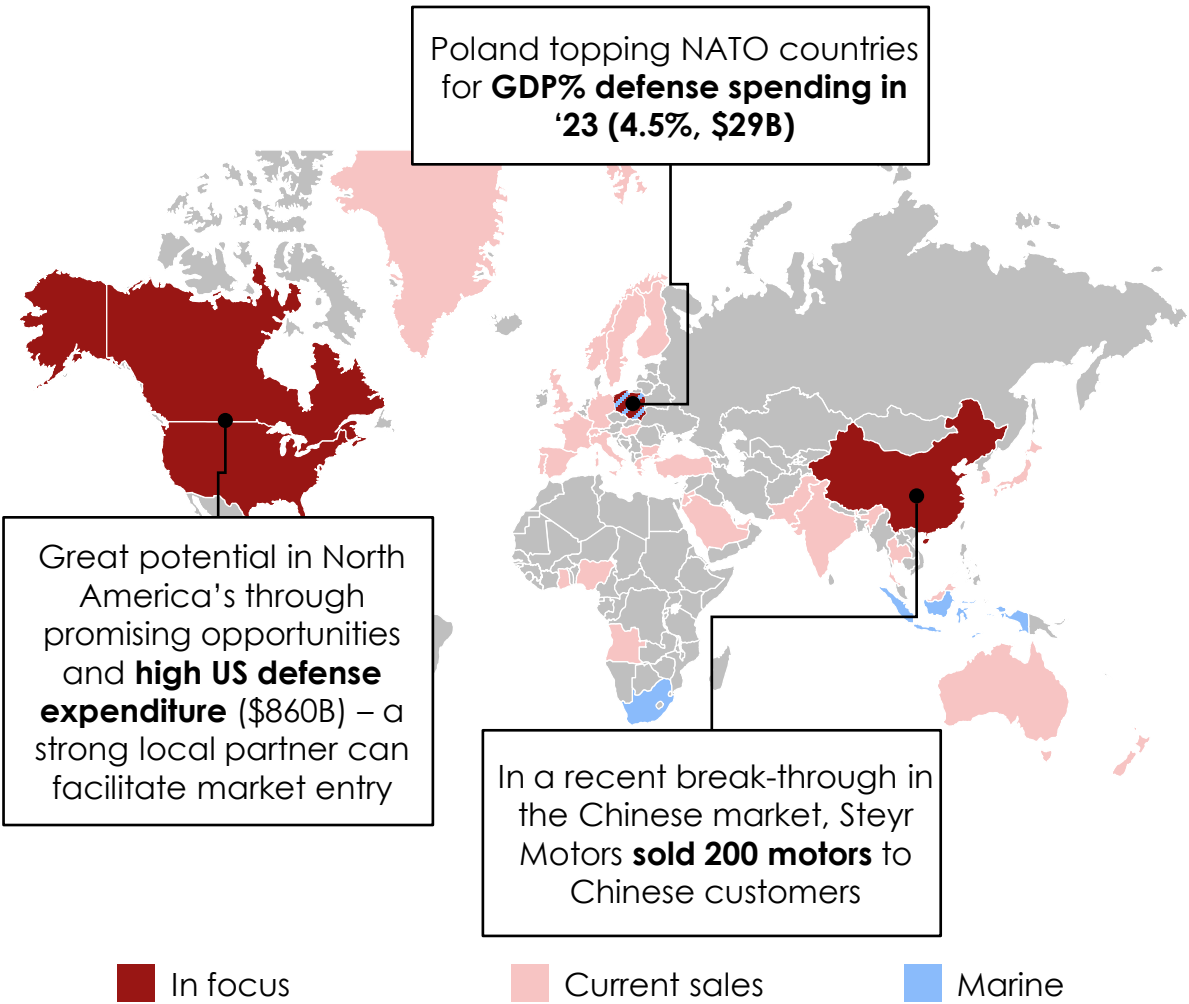 Poland topping NATO countries
for GDP% defense spending in
‘23 (4.5%, $29B)
Great potential in North
America’s through
promising opportunities
and high US defense
expenditure ($860B) – a
strong local partner can
facilitate market entry
In a recent break-through in
the Chinese market, Steyr
Motors sold 200 motors to
Chinese customers
In focus
Current sales
Marine